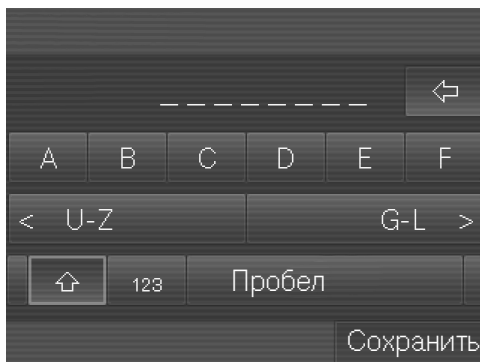 _ _ _ _ _ _ _ _
A B C D E F
< U-Z G-L >
123 Пробел
Сохранить